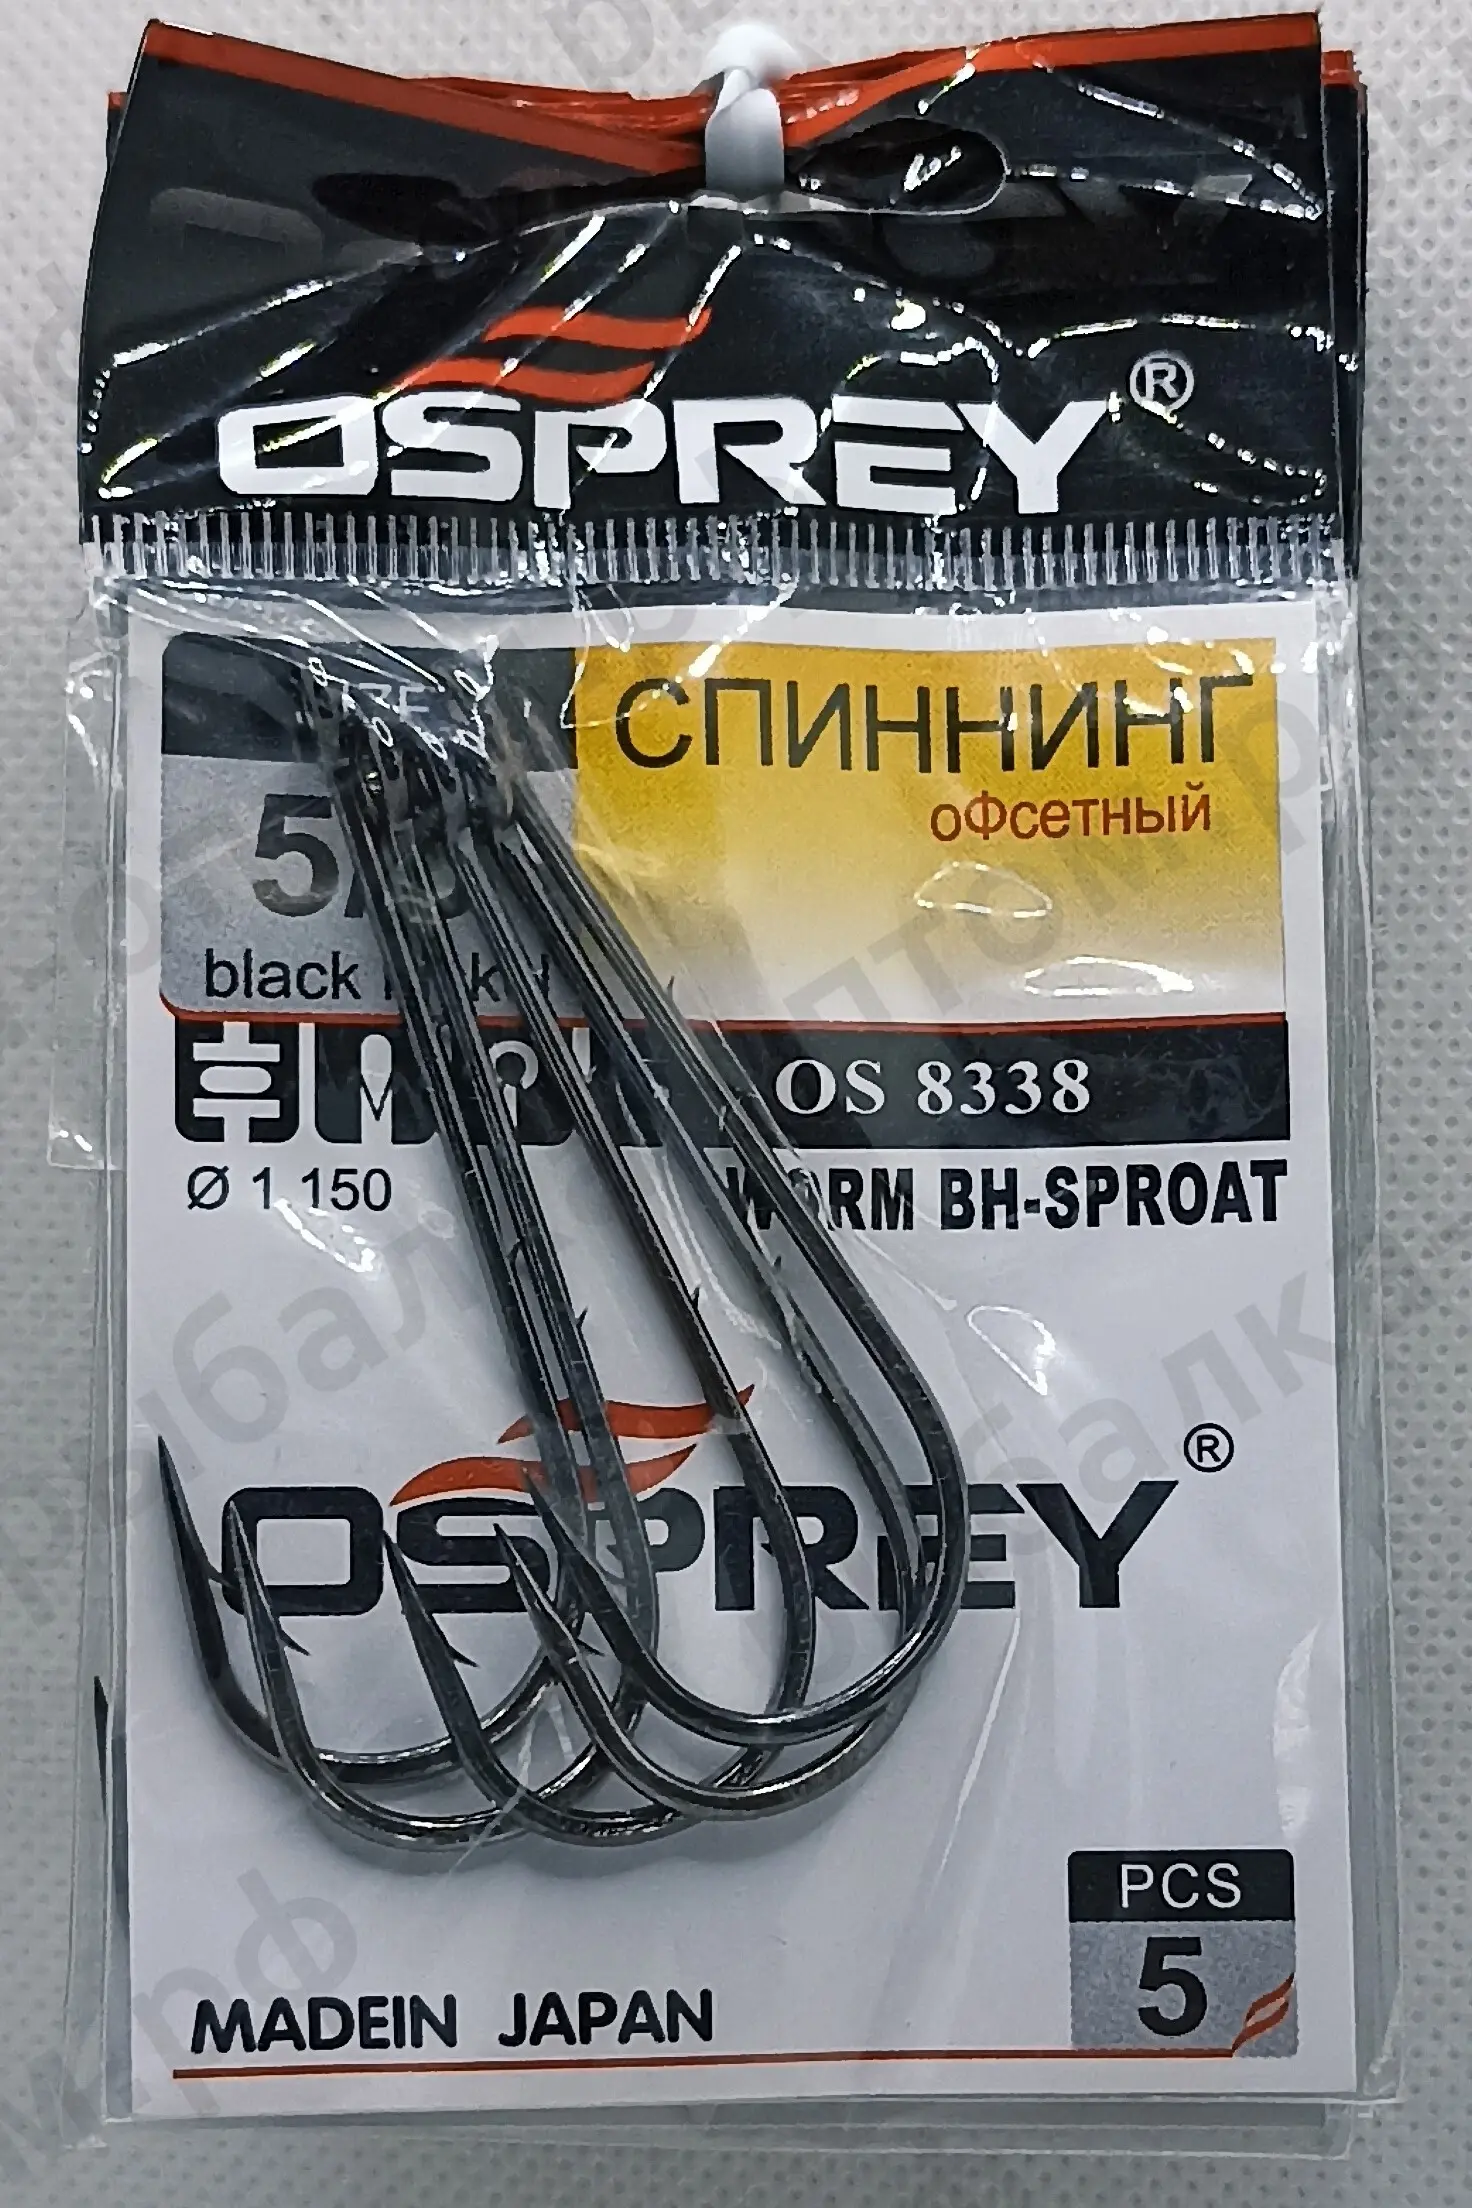 OSPREY®
СПИННИНГ
оФсетный
black
OS 8338
Ø 1 150
WORM BH-SPROAT
OSPREY®
PCS
5
MADEIN JAPAN